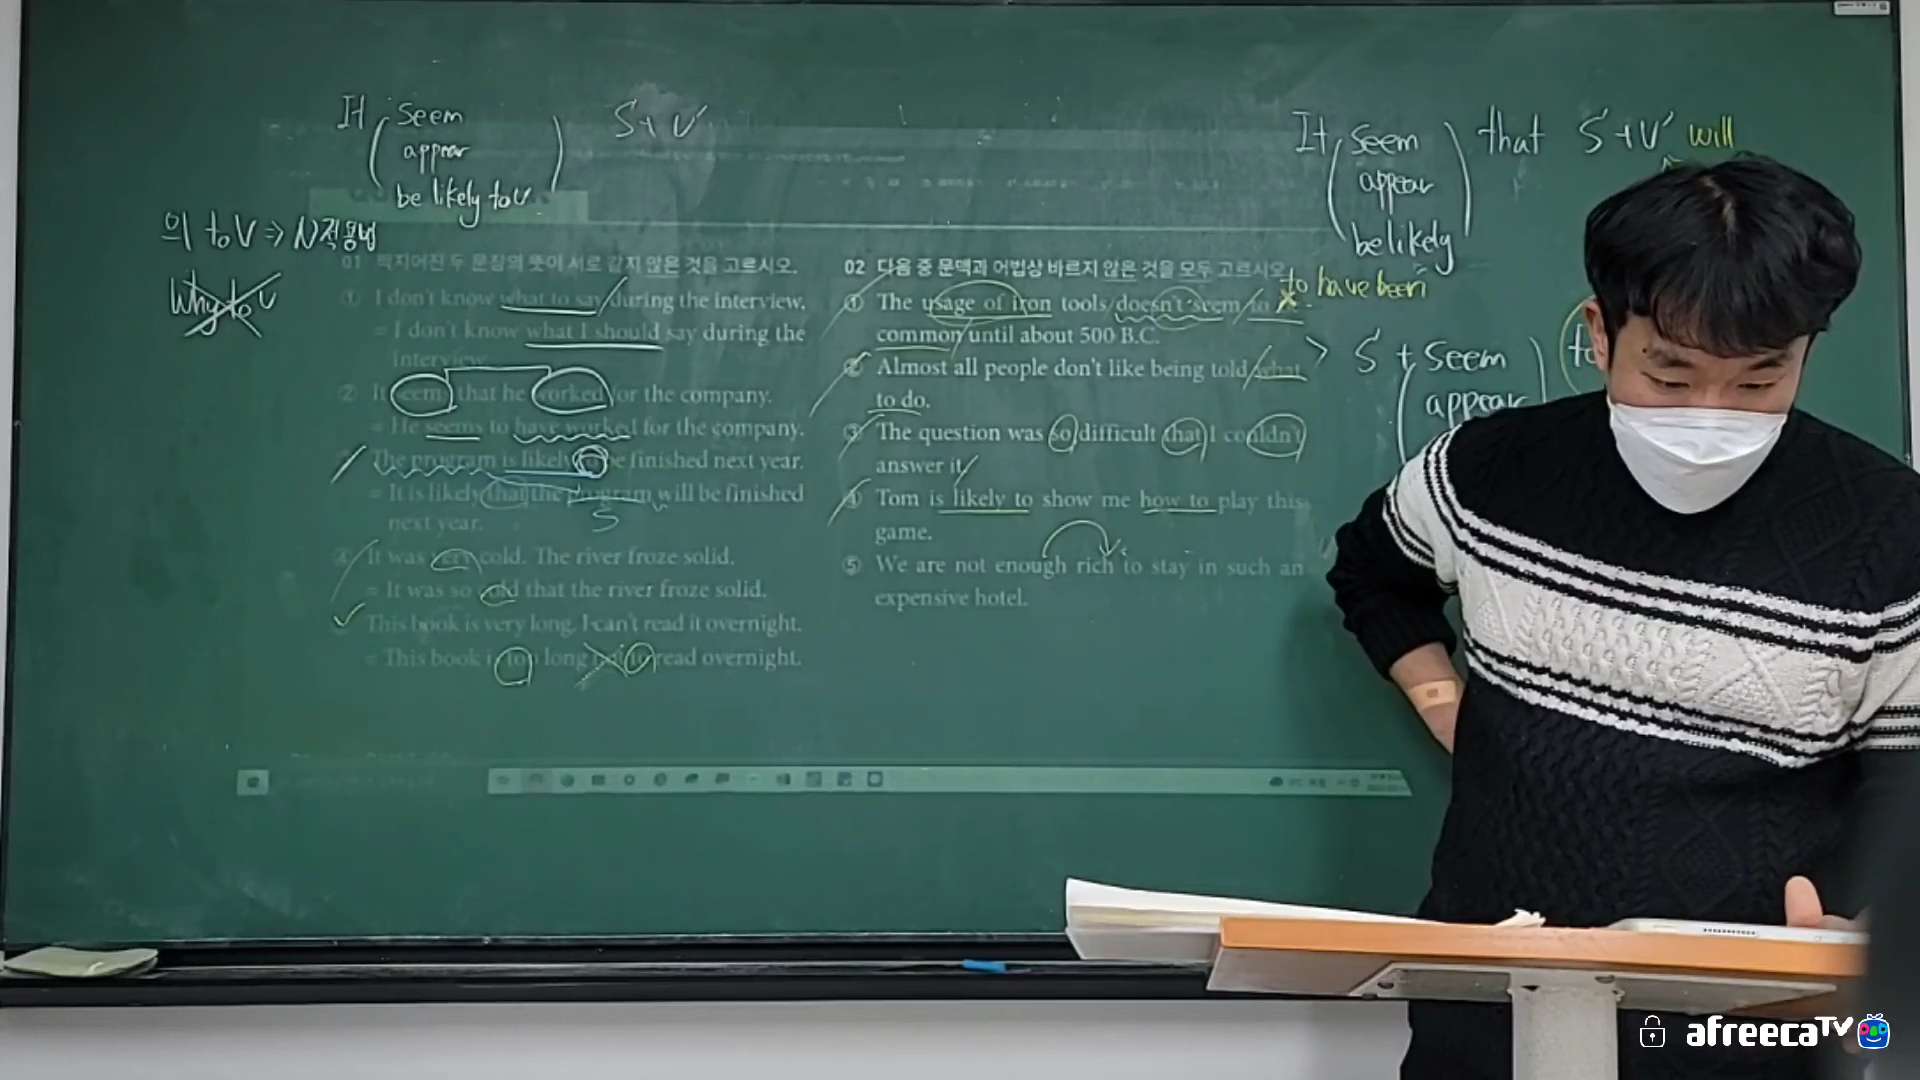 It seem S+V
appear
be likely to V
의 to V => N적용법
Why to V
01 짝지어진 두 문장의 뜻이 서로 같지 않은 것을 고르시오.
① I don't know what to say during the interview.
= I don't know what I should say during the
interview.
② It seems that he worked for the company.
= He seems to have worked for the company.
The program is likely to be finished next year.
= It is likely that the program will be finished
S
next year.
④ It was very cold. The river froze solid.
= It was so cold that the river froze solid.
This book is very long. I can't read it overnight.
= This book is too long not to read overnight.
02 다음 중 문맥과 어법상 바르지 않은 것을 모두 고르시오
to have been
① The usage of iron tools doesn't seem to
common until about 500 B.C.
② Almost all people don't like being told what
to do.
③ The question was so difficult that I couldn't
answer it.
④ Tom is likely to show me how to play this
game.
⑤ We are not enough rich to stay in such an
expensive hotel.
It seem that S'+V' will
appear
be likely
> S' + seem
appear
afreecaTV